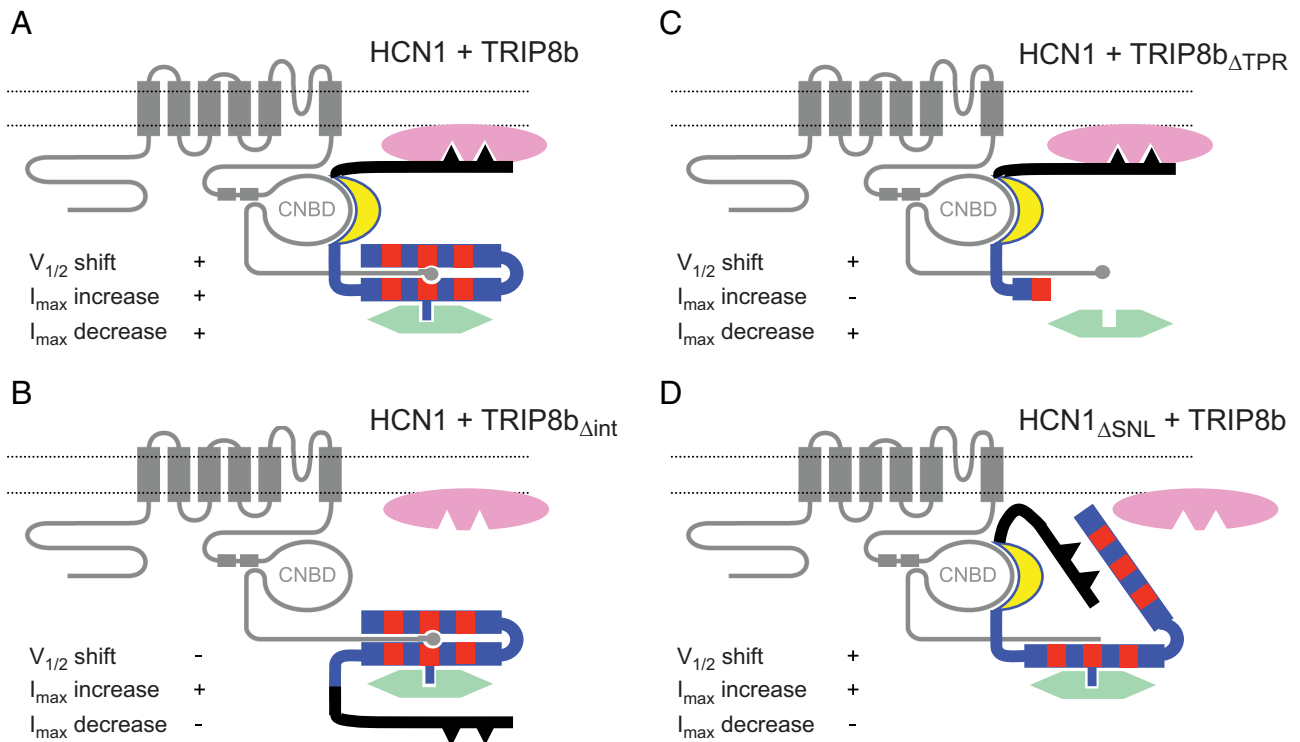 A
HCN1 + TRIP8b
CNBD
V1/2 shift +
Imax increase +
Imax decrease +
B
HCN1 + TRIP8bΔint
CNBD
V1/2 shift -
Imax increase +
Imax decrease -
C
HCN1 + TRIP8bΔTPR
CNBD
V1/2 shift +
Imax increase -
Imax decrease +
D
HCN1ΔSNL + TRIP8b
CNBD
V1/2 shift +
Imax increase +
Imax decrease -